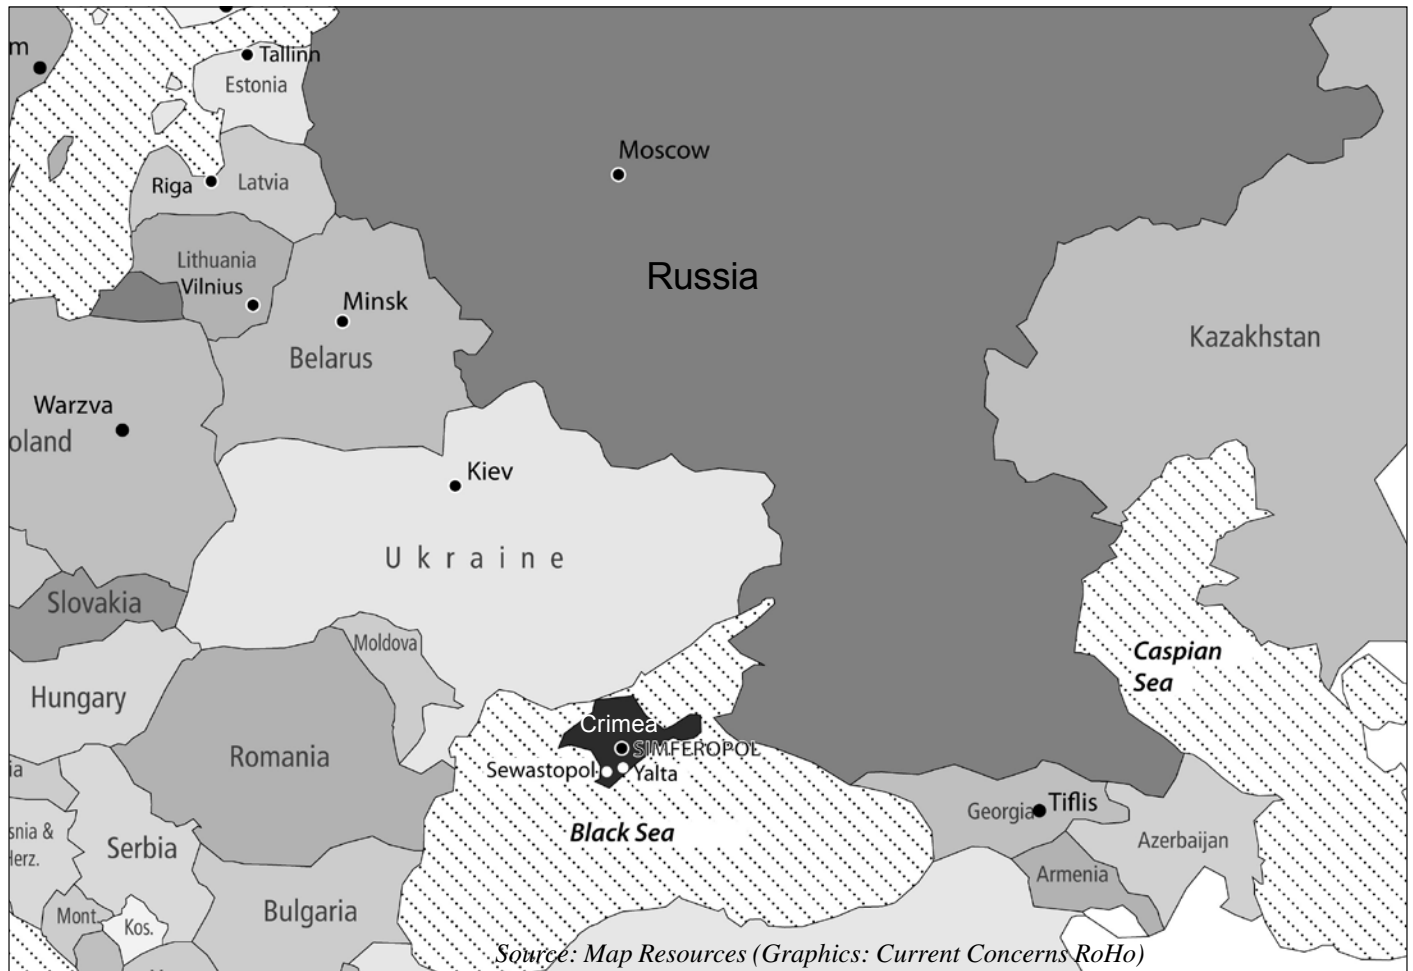 m
Tallinn
Estonia
Moscow
Riga
Latvia
Lithuania
Vilnius
Russia
Minsk
Kazakhstan
Belarus
Warzva
oland
Kiev
Ukraine
Slovakia
Moldova
Caspian
Sea
Hungary
Crimea
SIMFEROPOL
Romania
Sewastopol
Yalta
ia
Tiflis
Georgia
snia &
Herz.
Serbia
Black Sea
Azerbaijan
Armenia
Mont.
Kos.
Bulgaria
Source: Map Resources (Graphics: Current Concerns RoHo)